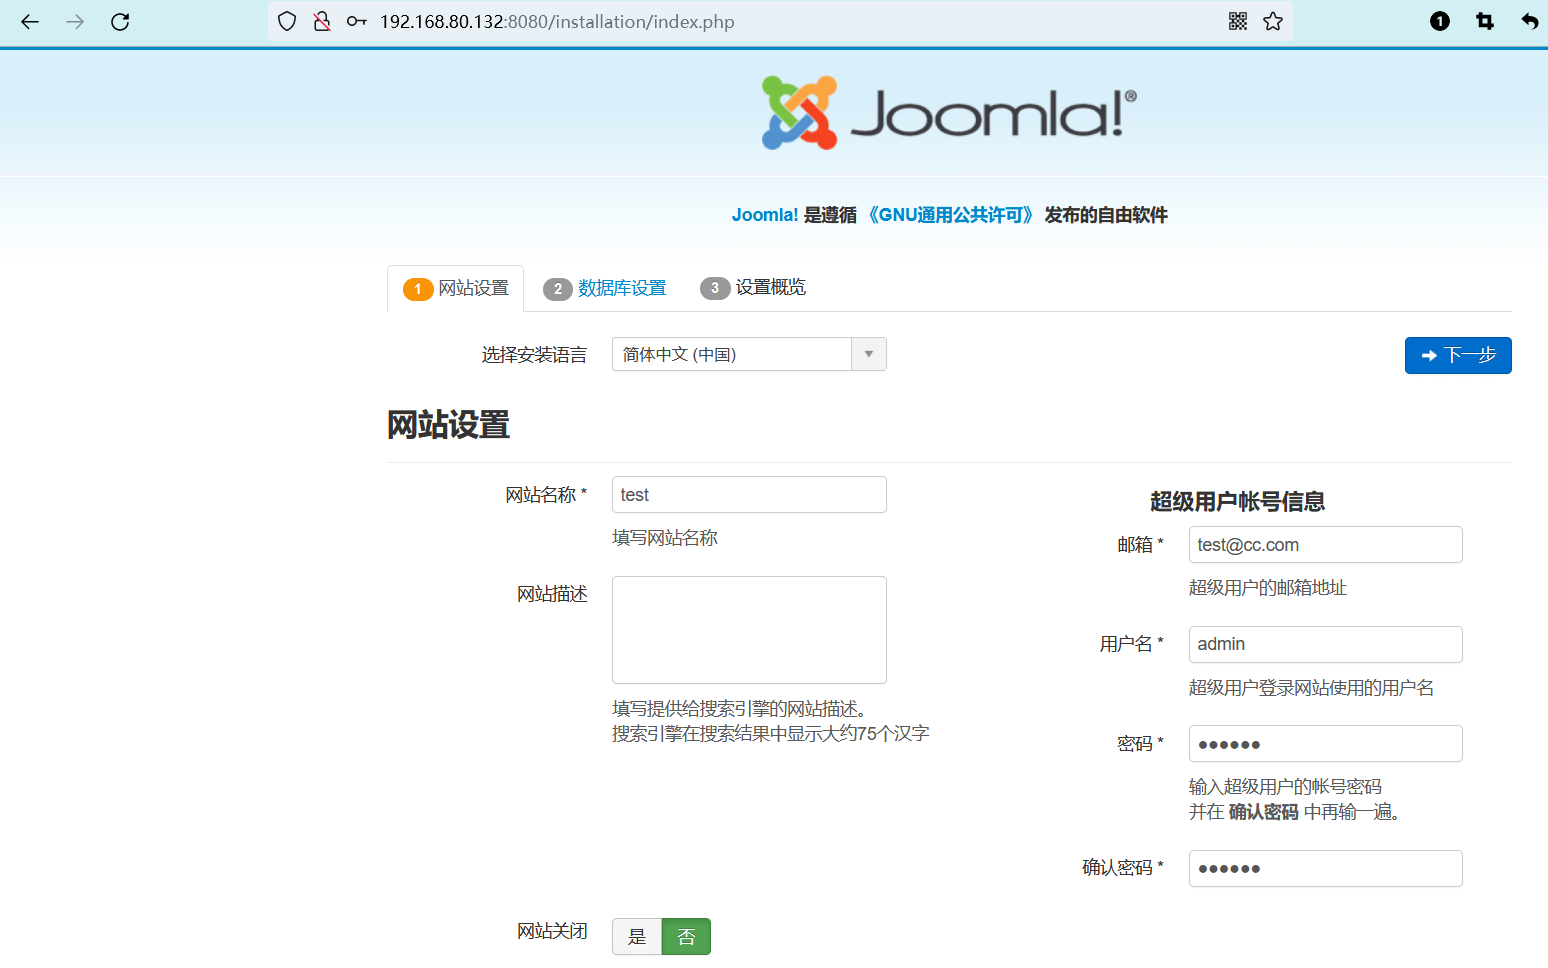 192.168.80.132:8080/installation/index.php
1
Joomla!®
Joomla! 是遵循 《GNU通用公共许可》 发布的自由软件
1 网站设置
2 数据库设置
3 设置概览
选择安装语言
简体中文 (中国)
下一步
网站设置
网站名称 *
test
填写网站名称
网站描述
填写提供给搜索引擎的网站描述。
搜索引擎在搜索结果中显示大约75个汉字
超级用户帐号信息
邮箱 *
test@cc.com
超级用户的邮箱地址
用户名 *
admin
超级用户登录网站使用的用户名
密码 *
●●●●●●
输入超级用户的帐号密码
并在 确认密码 中再输一遍。
确认密码 *
●●●●●●
网站关闭
是 否